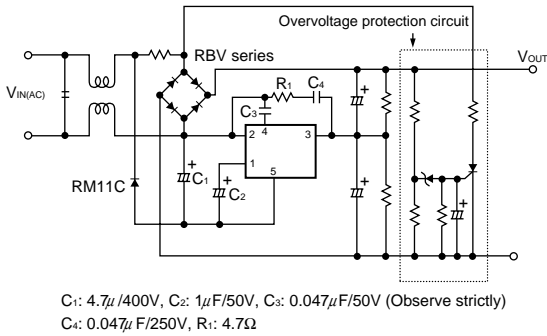 Overvoltage protection circuit
RBV series
VOUT
VIN(AC)
R1
C4
C3
4
2
3
1
5
RM11C
+
C1
+
C2
+
+
+
C1: 4.7μ/400V, C2: 1μF/50V, C3: 0.047μF/50V (Observe strictly)
C4: 0.047μF/250V, R1: 4.7Ω